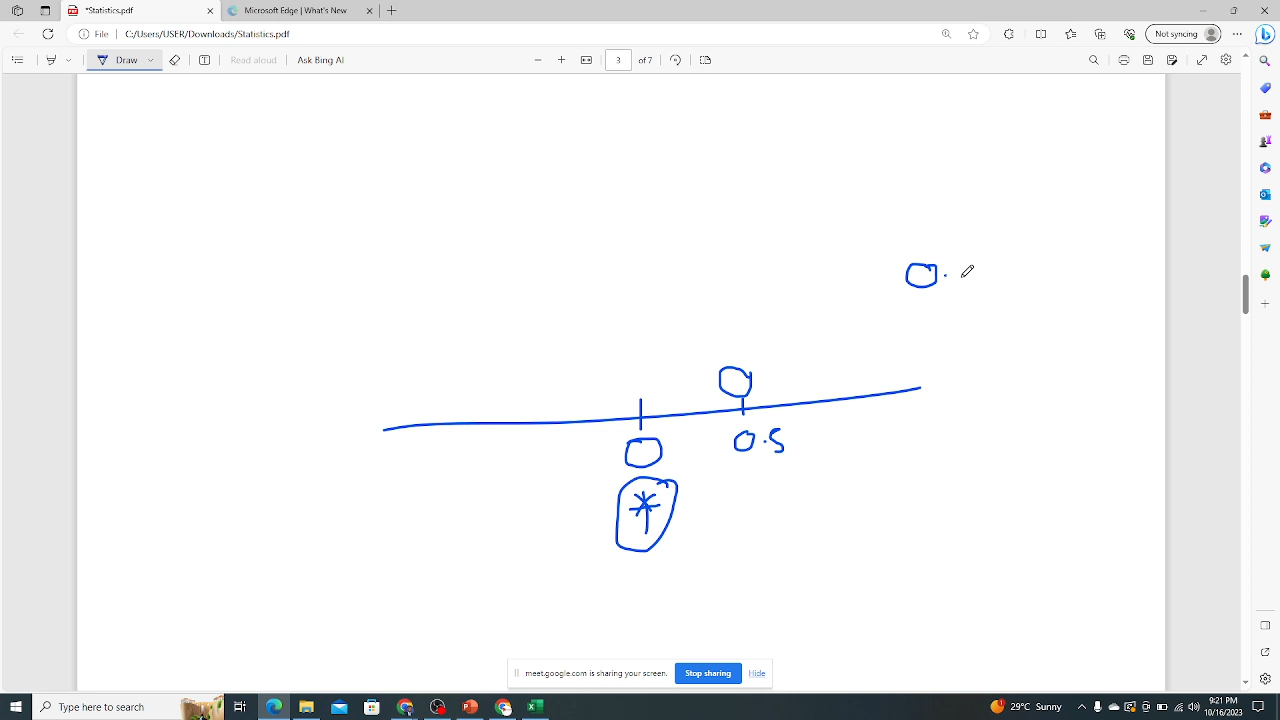 *Statistics.pdf
Microsoft Edge | What's New
File
C:/Users/USER/Downloads/Statistics.pdf
Not syncing
Draw
Read aloud
Ask Bing AI
3
of 7
0.
0
0.5
0
*
meet.google.com is sharing your screen.
Stop sharing
Hide
Type here to search
29°C Sunny
9:21 PM
10/16/2023